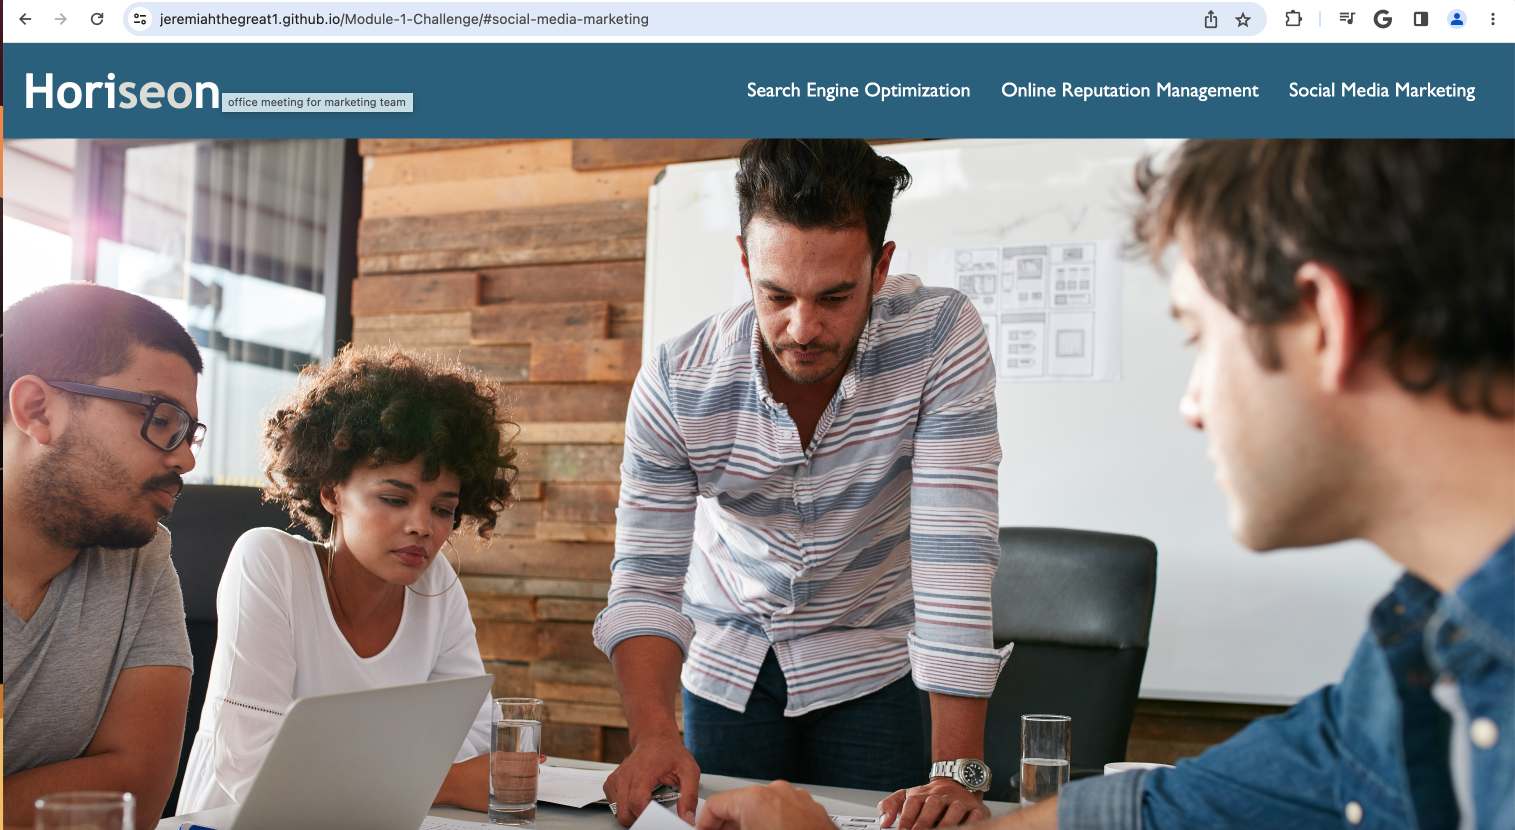 jeremiahthegreat1.github.io/Module-1-Challenge/#social-media-marketing
Horiseon
office meeting for marketing team
Search Engine Optimization Online Reputation Management Social Media Marketing